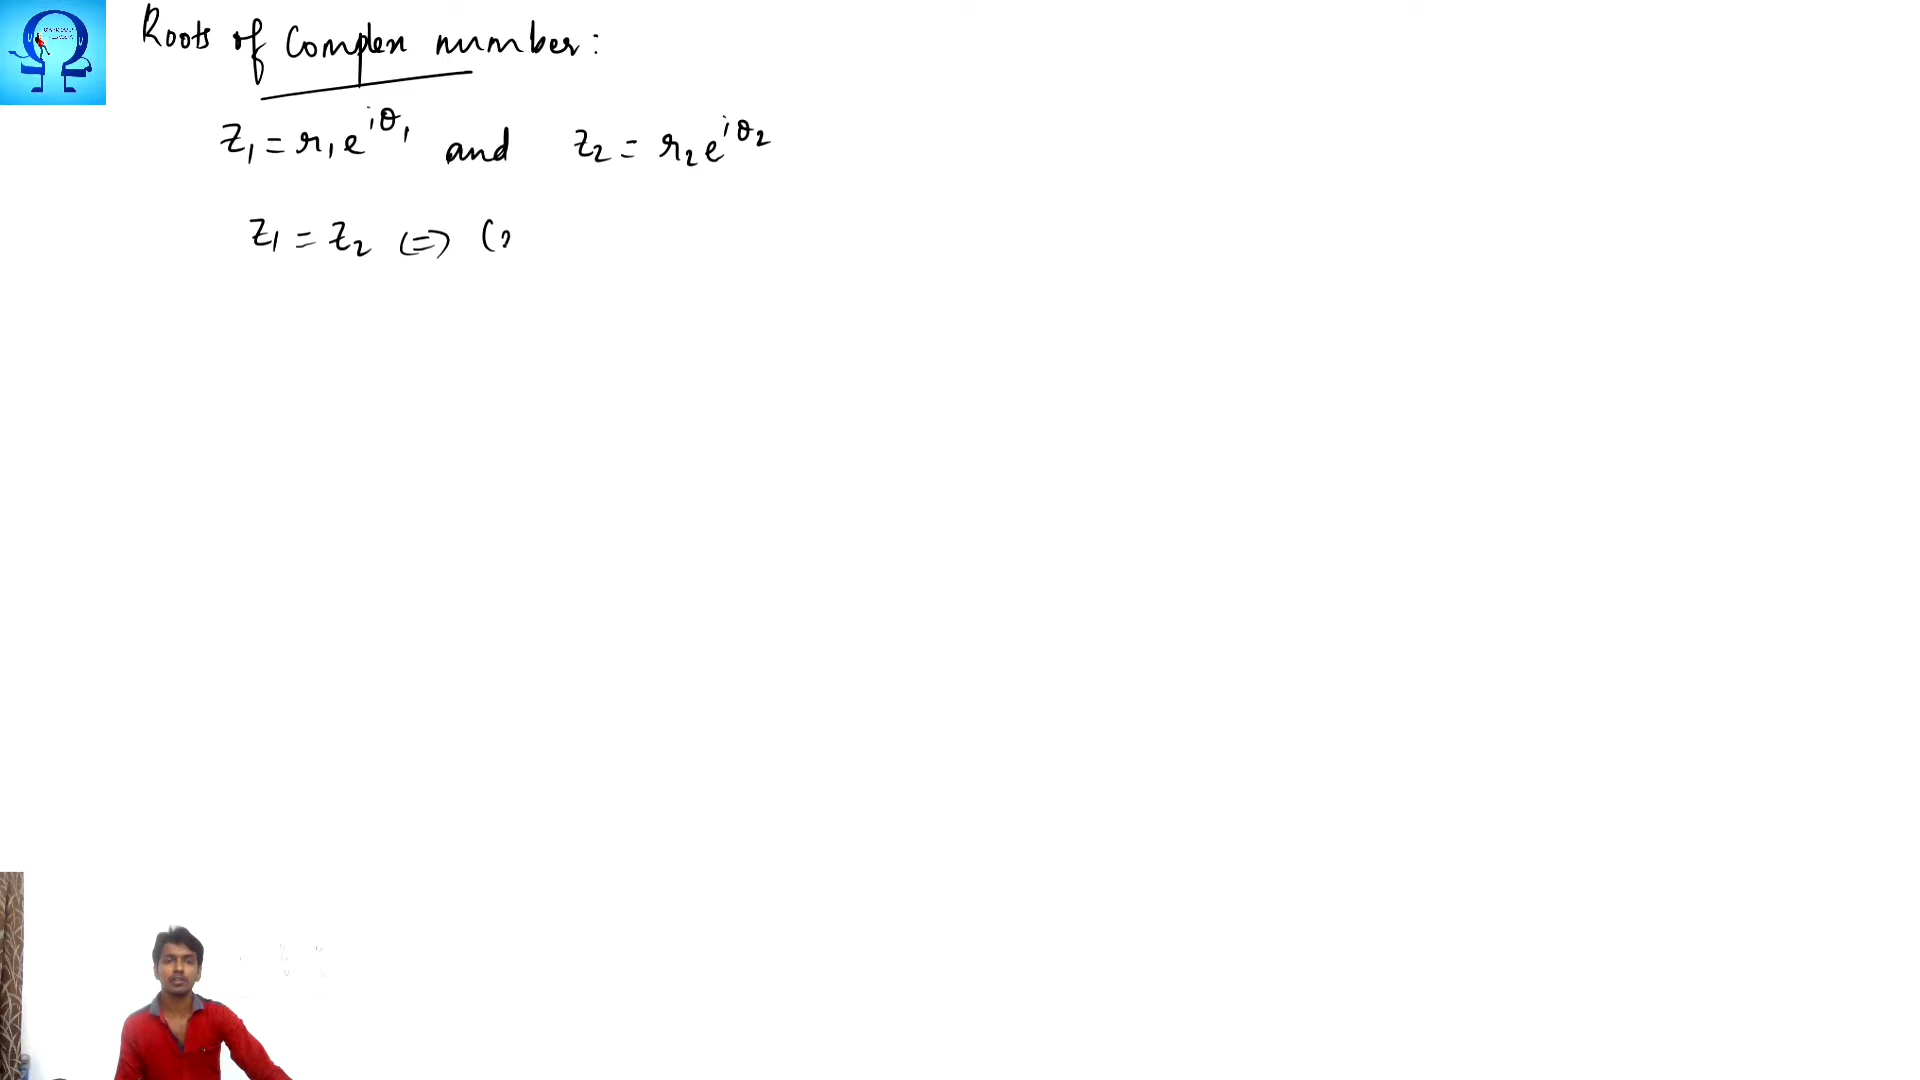 Roots of Complex number:
z₁ = r₁e^{iθ₁} and z₂ = r₂e^{iθ₂}
z₁ = z₂ ⇔ (